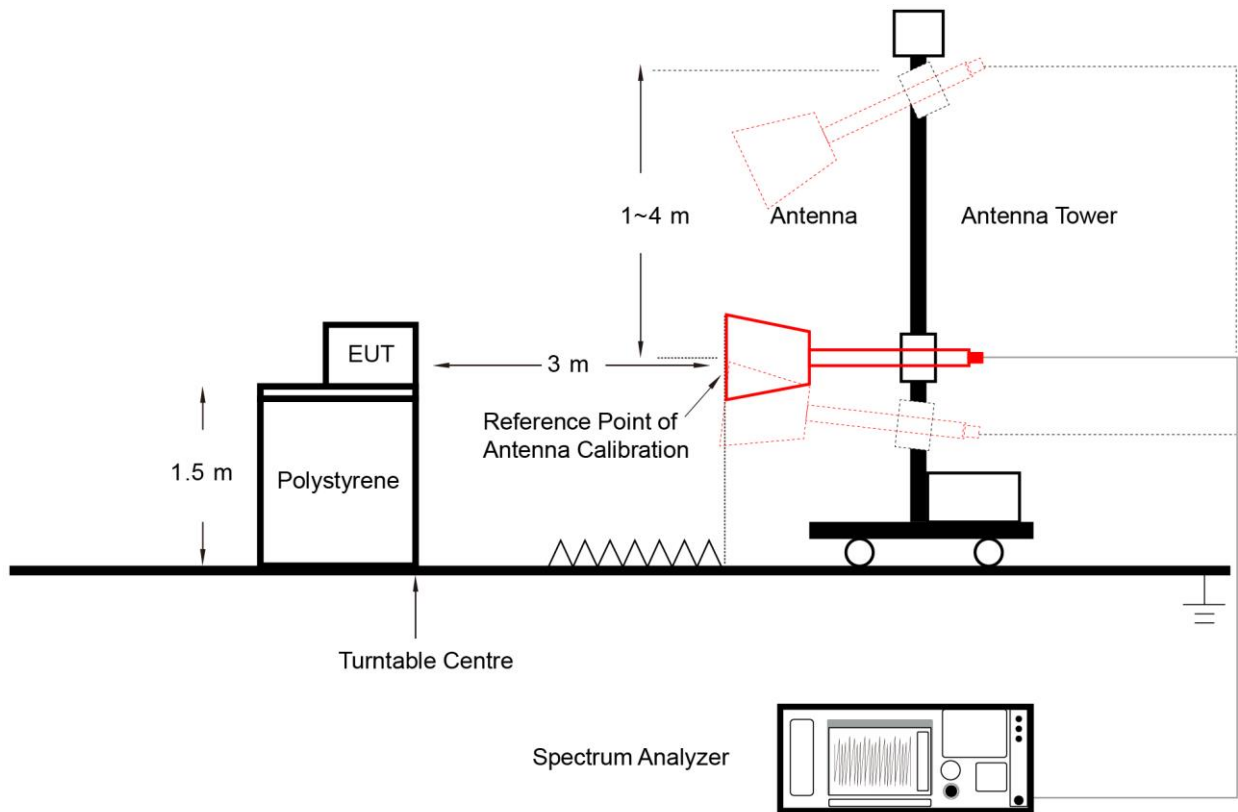 1~4 m
Antenna
Antenna Tower
EUT
3 m
Reference Point of
Antenna Calibration
1.5 m
Polystyrene
Turntable Centre
Spectrum Analyzer